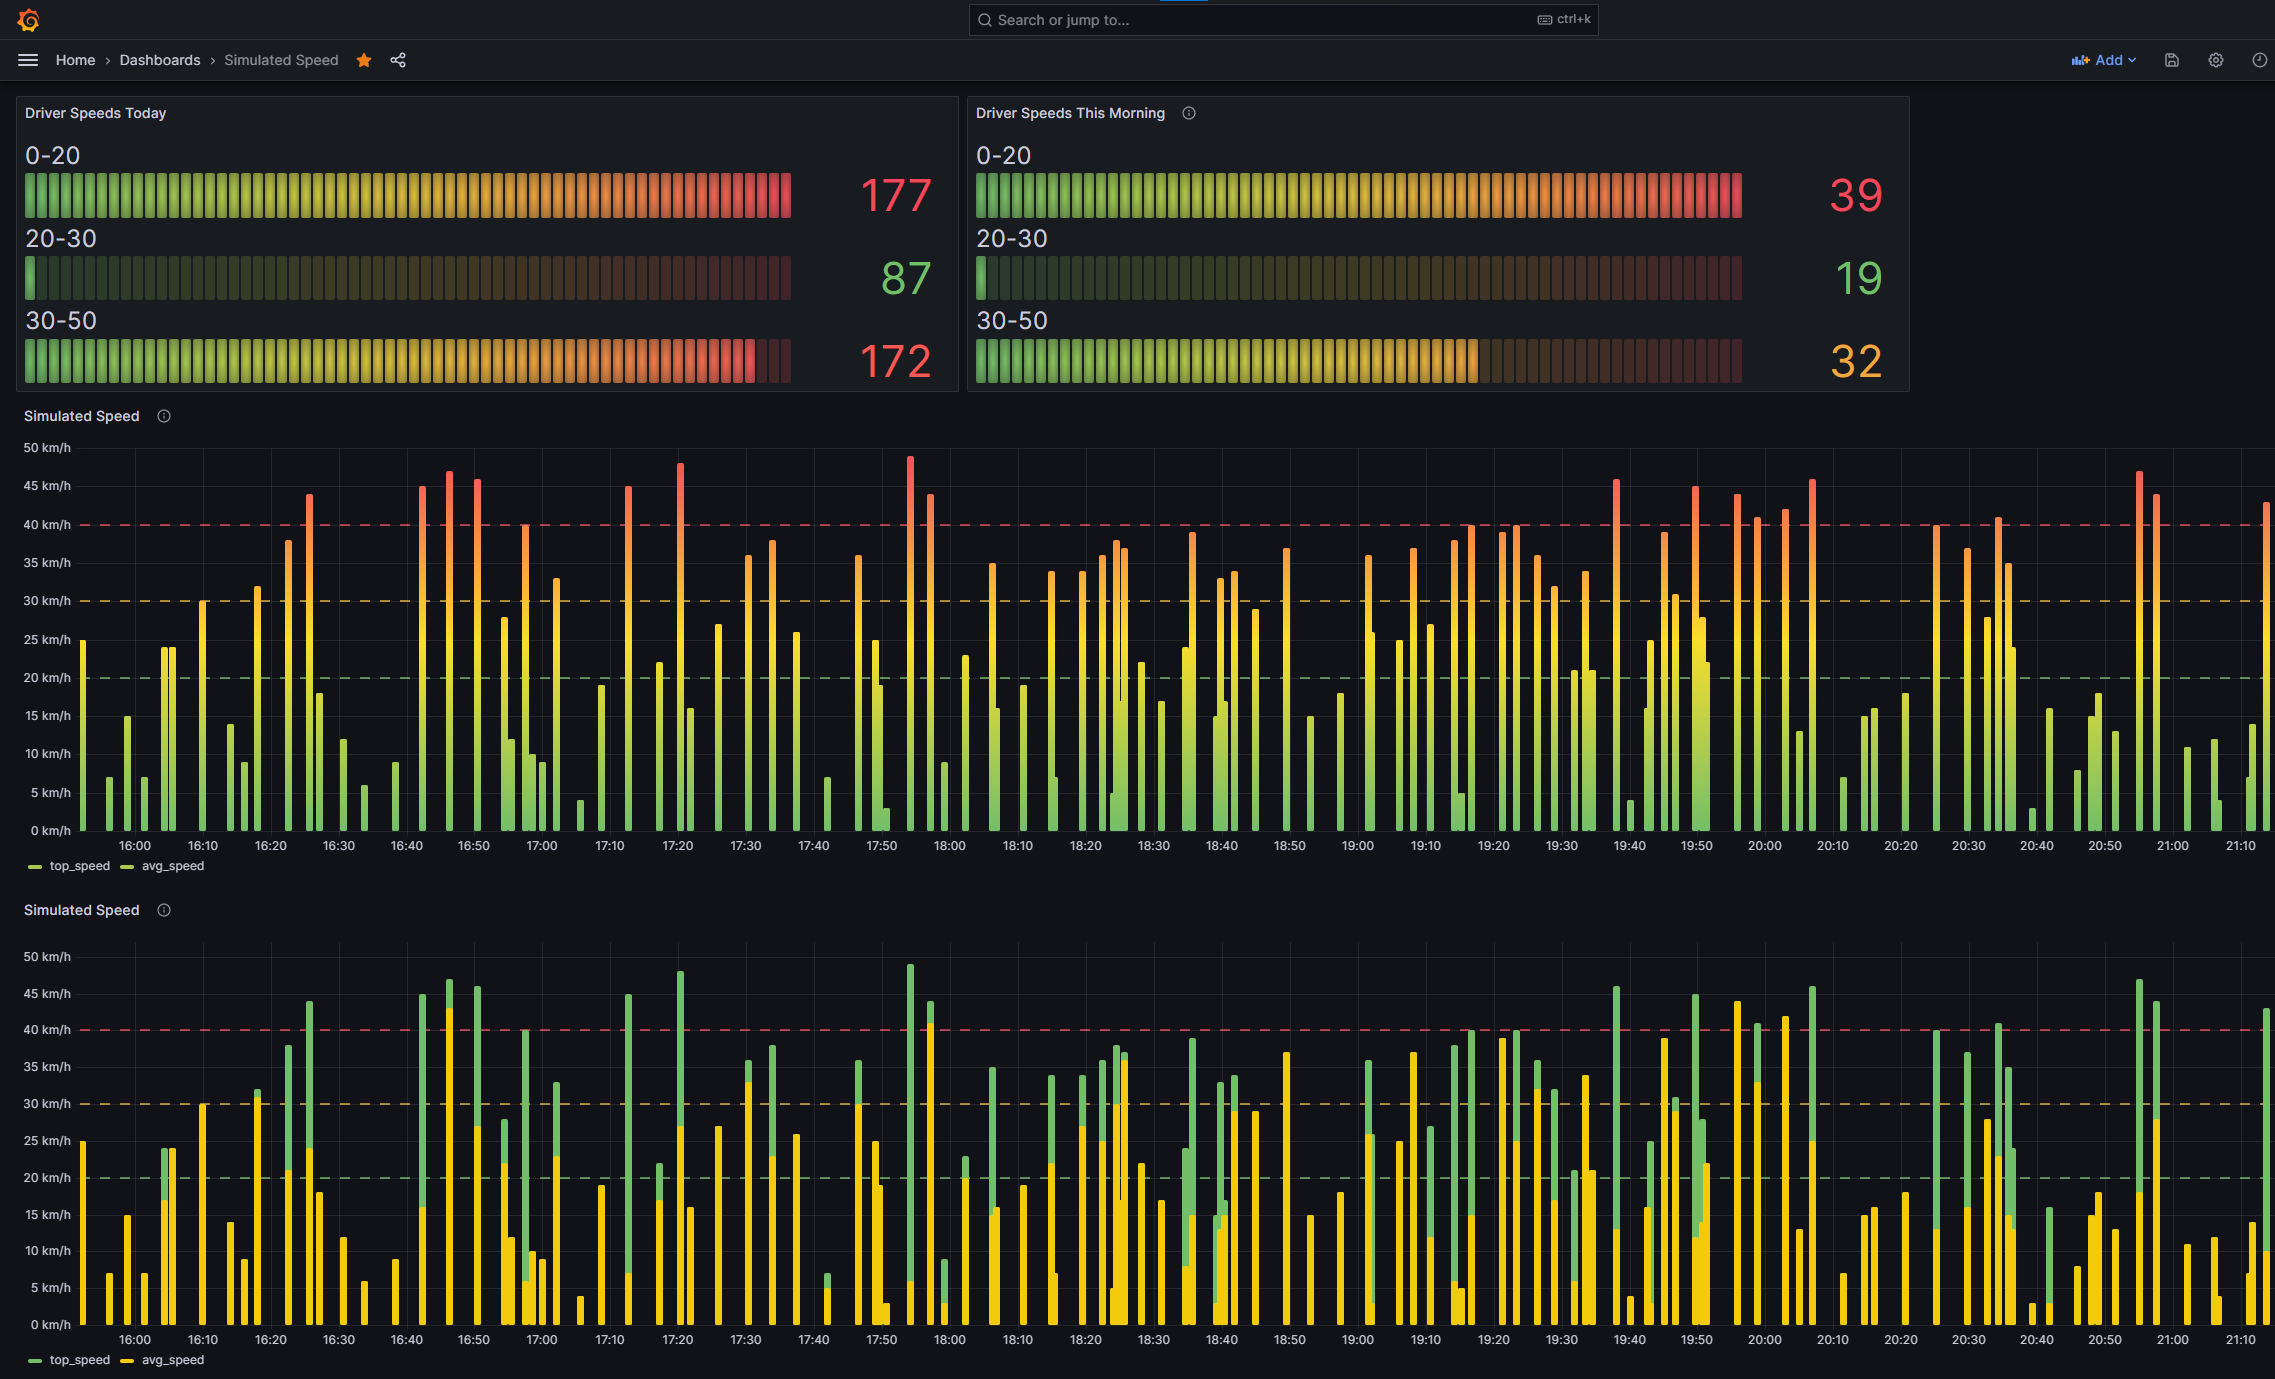 Search or jump to...
ctrl+k
Home › Dashboards › Simulated Speed
Add
Driver Speeds Today
0-20
177
20-30
87
30-50
172
Driver Speeds This Morning
0-20
39
20-30
19
30-50
32
Simulated Speed
50 km/h
45 km/h
40 km/h
35 km/h
30 km/h
25 km/h
20 km/h
15 km/h
10 km/h
5 km/h
0 km/h
16:00 16:10 16:20 16:30 16:40 16:50 17:00 17:10 17:20 17:30 17:40 17:50 18:00 18:10 18:20 18:30 18:40 18:50 19:00 19:10 19:20 19:30 19:40 19:50 20:00 20:10 20:20 20:30 20:40 20:50 21:00 21:10
top_speed avg_speed
Simulated Speed
50 km/h
45 km/h
40 km/h
35 km/h
30 km/h
25 km/h
20 km/h
15 km/h
10 km/h
5 km/h
0 km/h
16:00 16:10 16:20 16:30 16:40 16:50 17:00 17:10 17:20 17:30 17:40 17:50 18:00 18:10 18:20 18:30 18:40 18:50 19:00 19:10 19:20 19:30 19:40 19:50 20:00 20:10 20:20 20:30 20:40 20:50 21:00 21:10
top_speed avg_speed